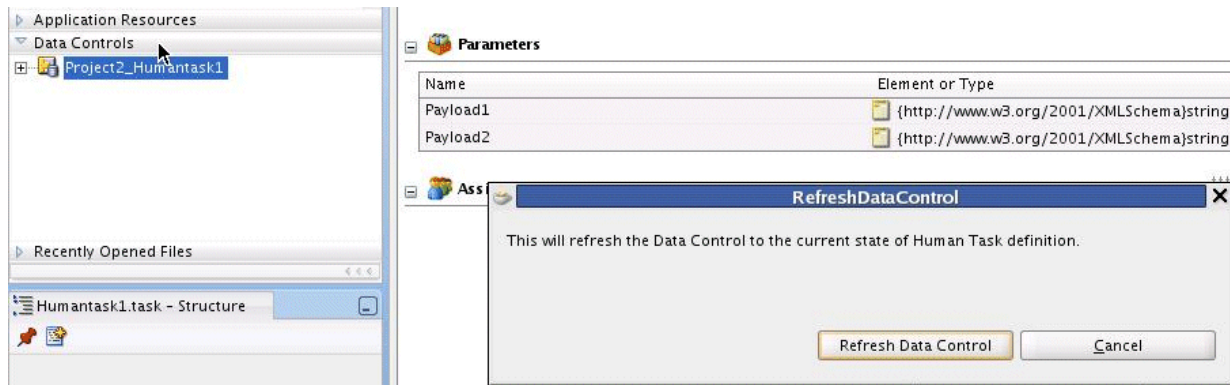 Application Resources
Data Controls
Project2_Humantask1
Recently Opened Files
Humantask1.task - Structure
Parameters
Name Element or Type
Payload1 {http://www.w3.org/2001/XMLSchema}string
Payload2 {http://www.w3.org/2001/XMLSchema}string
Assi
RefreshDataControl
This will refresh the Data Control to the current state of Human Task definition.
Refresh Data Control Cancel